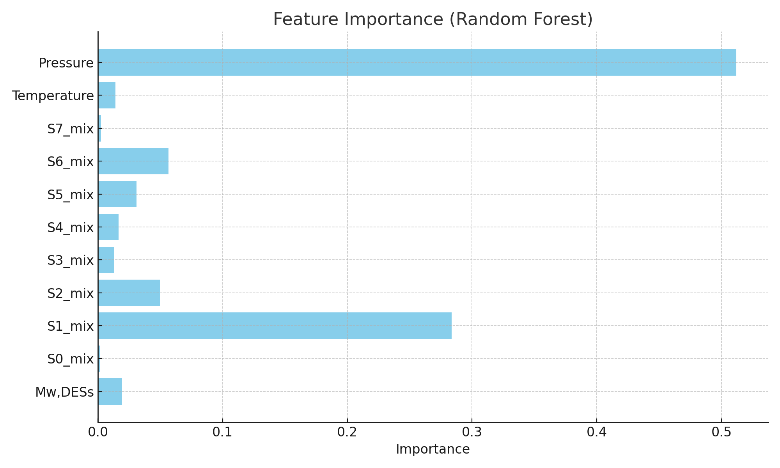 Feature Importance (Random Forest)
Pressure
Temperature
S7_mix
S6_mix
S5_mix
S4_mix
S3_mix
S2_mix
S1_mix
S0_mix
Mw,DESs
0.0 0.1 0.2 0.3 0.4 0.5
Importance